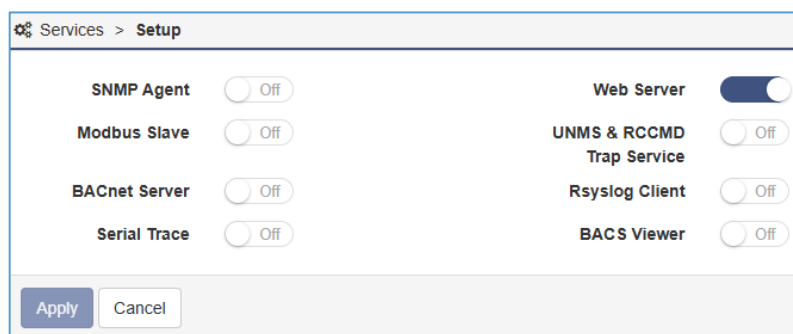 Services > Setup
SNMP Agent Off Web Server
Modbus Slave Off UNMS & RCCMD Off
Trap Service
BACnet Server Off Rsyslog Client Off
Serial Trace Off BACS Viewer Off
Apply Cancel